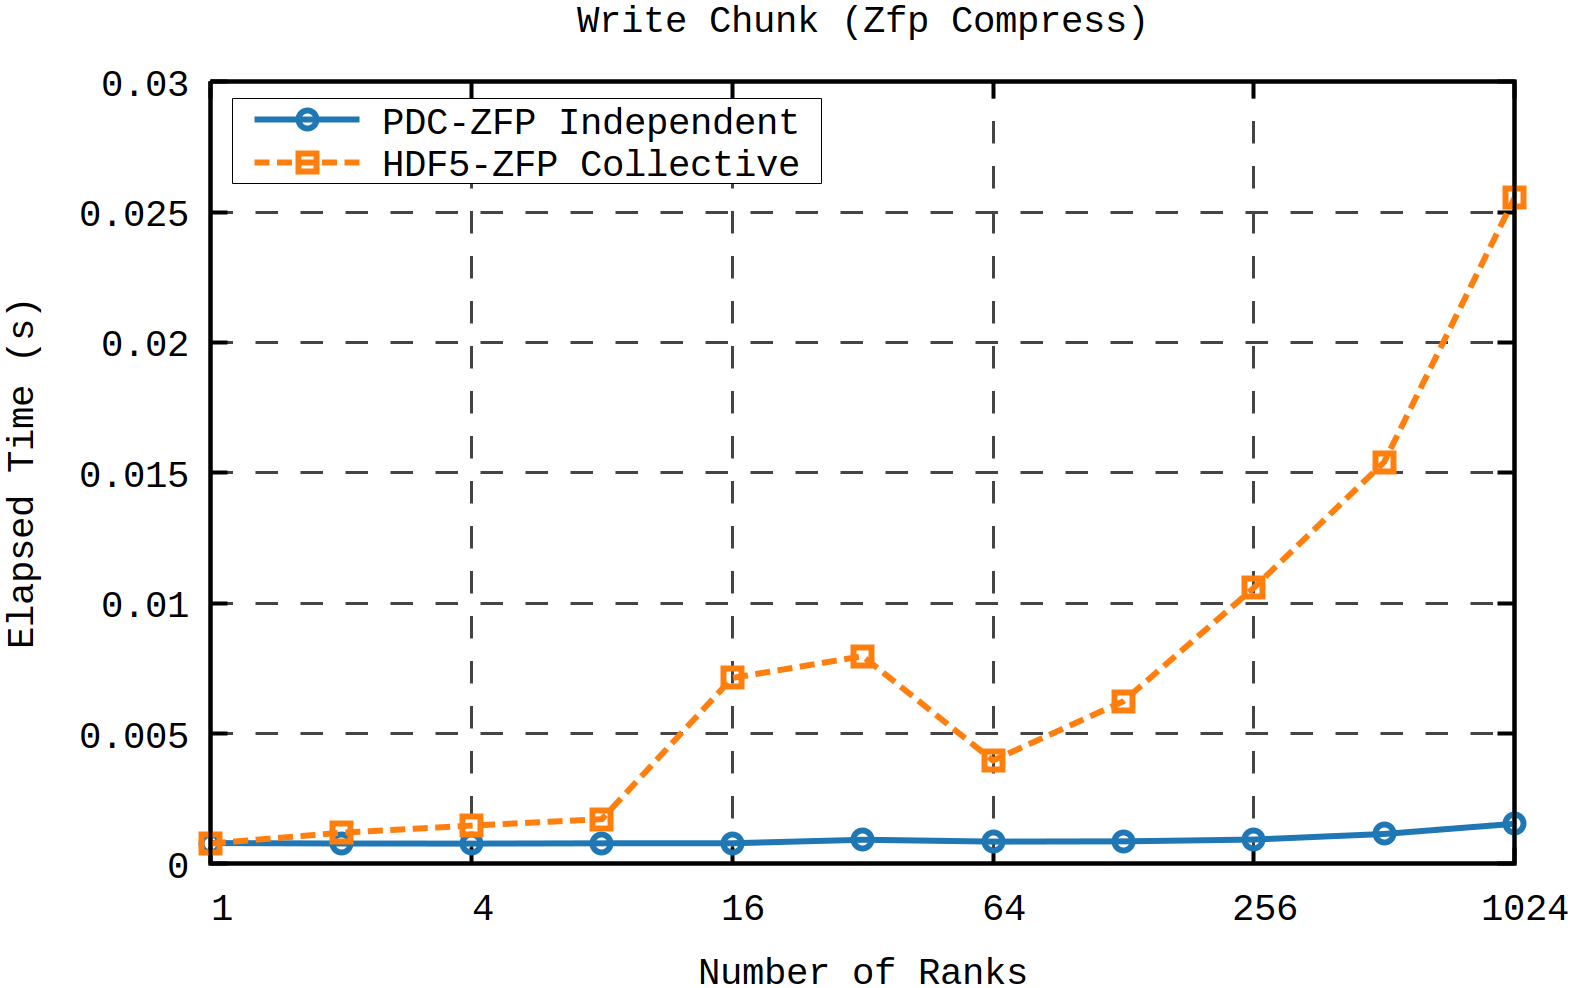 Write Chunk (Zfp Compress)
PDC-ZFP Independent
HDF5-ZFP Collective
0.03
0.025
0.02
0.015
0.01
0.005
0
Elapsed Time (s)
1 4 16 64 256 1024
Number of Ranks